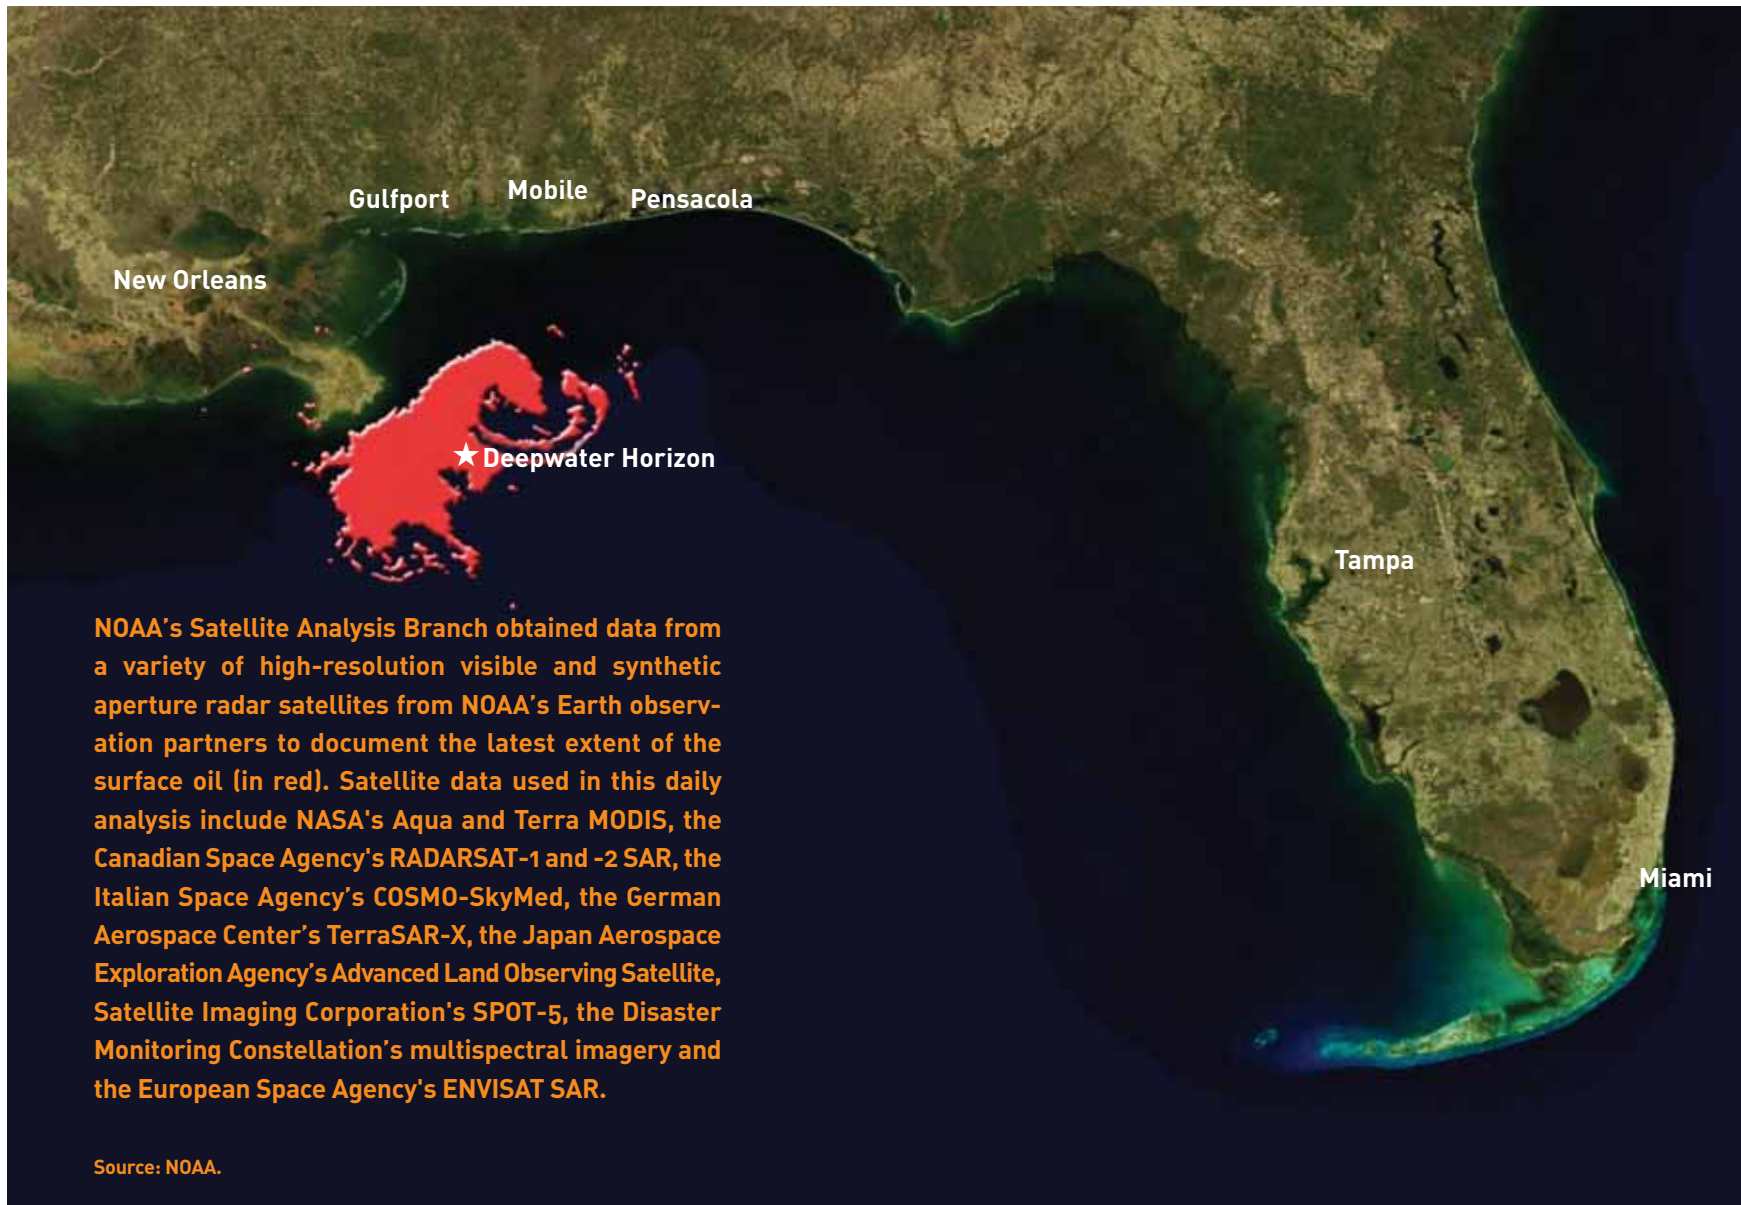 Gulfport
Mobile
Pensacola
New Orleans
★Deepwater Horizon
Tampa
Miami
NOAA’s Satellite Analysis Branch obtained data from
a variety of high-resolution visible and synthetic
aperture radar satellites from NOAA’s Earth observ-
ation partners to document the latest extent of the
surface oil (in red). Satellite data used in this daily
analysis include NASA's Aqua and Terra MODIS, the
Canadian Space Agency's RADARSAT-1 and -2 SAR, the
Italian Space Agency’s COSMO-SkyMed, the German
Aerospace Center’s TerraSAR-X, the Japan Aerospace
Exploration Agency’s Advanced Land Observing Satellite,
Satellite Imaging Corporation's SPOT-5, the Disaster
Monitoring Constellation’s multispectral imagery and
the European Space Agency's ENVISAT SAR.
Source: NOAA.